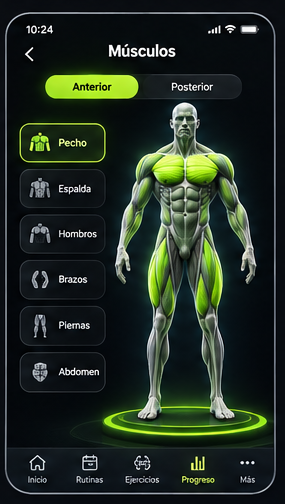 10:24
Músculos
Anterior
Posterior
Pecho
Espalda
Hombros
Brazos
Piernas
Abdomen
Inicio
Rutinas
Ejercicios
Progreso
Más